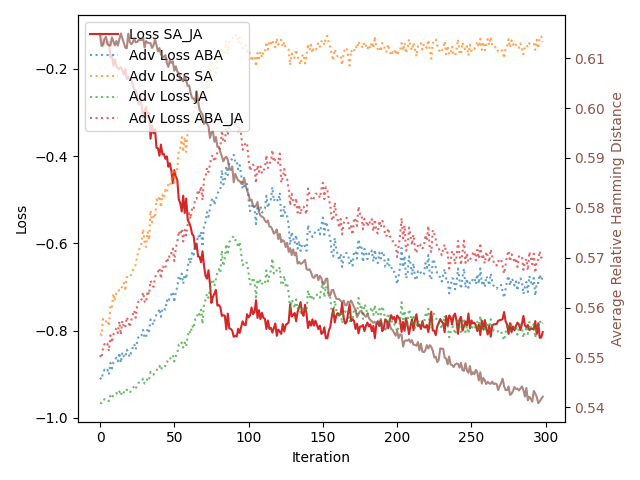 Loss SA_JA
Adv Loss ABA
Adv Loss SA
Adv Loss JA
Adv Loss ABA_JA
−0.2
−0.4
−0.6
−0.8
−1.0
Loss
0 50 100 150 200 250 300
Iteration
0.61
0.60
0.59
0.58
0.57
0.56
0.55
0.54
Average Relative Hamming Distance